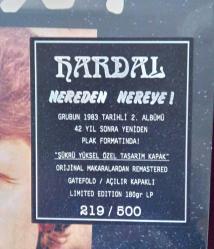 HARDAL
NEREDEN NEREYE!
GRUBUN 1983 TARİHLİ 2. ALBÜMÜ
42 YIL SONRA YENİDEN
PLAK FORMATINDA!
"ŞÜKRÜ YÜKSEL ÖZEL TASARIM KAPAK"
ORİJİNAL MAKARALARDAN REMASTERED
GATEFOLD / AÇILIR KAPAKLI
LIMITED EDITION 180gr LP
219 / 500